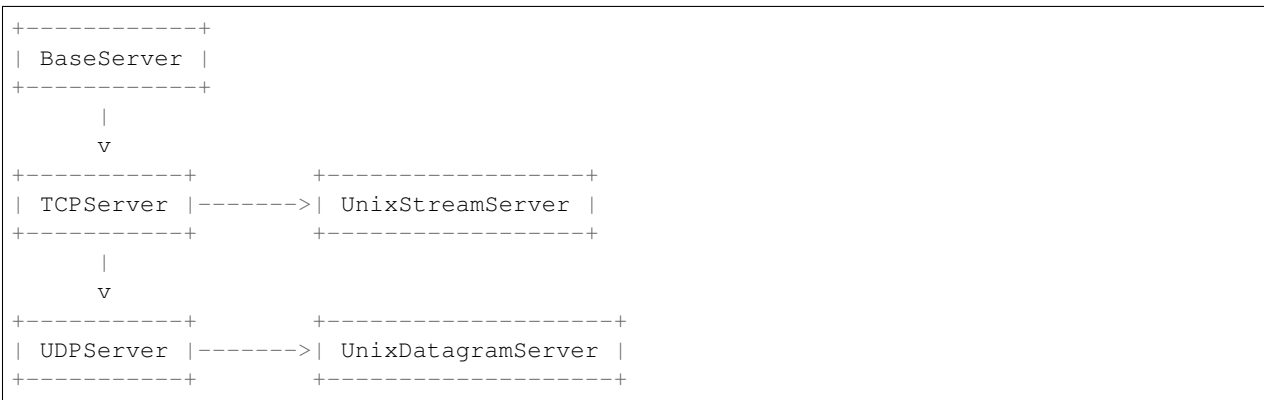 +------------+
| BaseServer |
+------------+
      |
      v
+-----------+        +------------------+
| TCPServer |------->| UnixStreamServer |
+-----------+        +------------------+
      |
      v
+-----------+        +--------------------+
| UDPServer |------->| UnixDatagramServer |
+-----------+        +--------------------+